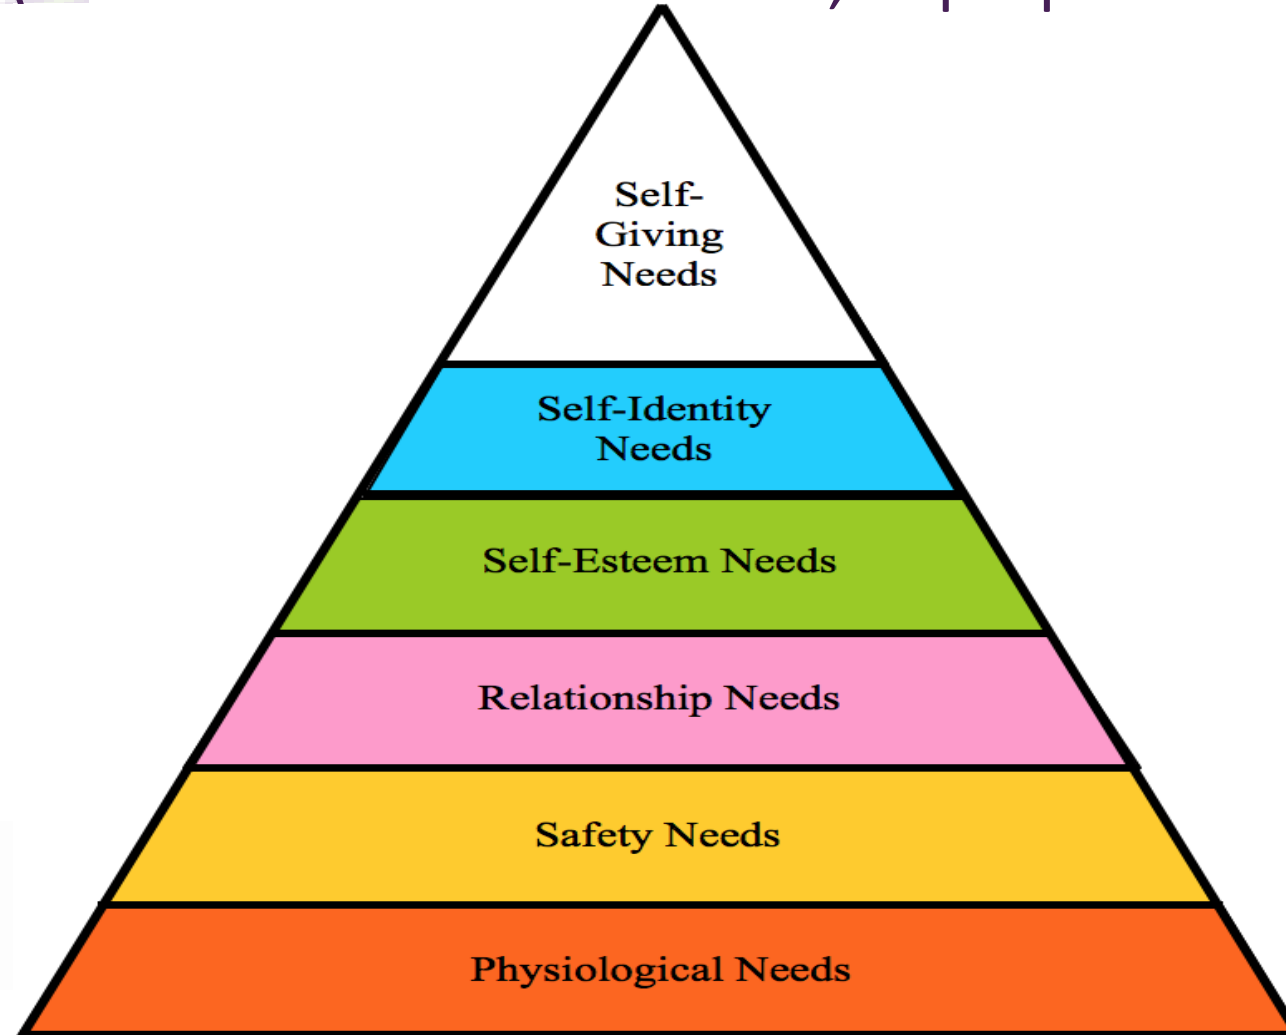 Self-
Giving
Needs
Self-Identity
Needs
Self-Esteem Needs
Relationship Needs
Safety Needs
Physiological Needs